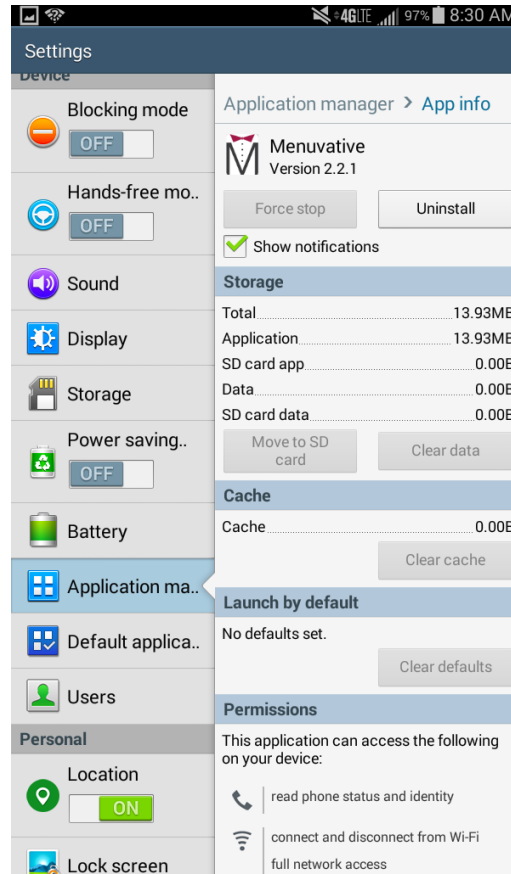 4G LTE 97% 8:30 AM
Settings
Device
Blocking mode
OFF
Hands-free mo..
OFF
Sound
Display
Storage
Power saving..
OFF
Battery
Application ma..
Default applica..
Users
Personal
Location
ON
Lock screen
Application manager > App info
Menuvative
Version 2.2.1
Force stop Uninstall
Show notifications
Storage
Total 13.93MB
Application 13.93MB
SD card app 0.00B
Data 0.00B
SD card data 0.00B
Move to SD
card
Clear data
Cache
Cache 0.00B
Clear cache
Launch by default
No defaults set.
Clear defaults
Permissions
This application can access the following
on your device:
read phone status and identity
connect and disconnect from Wi-Fi
full network access